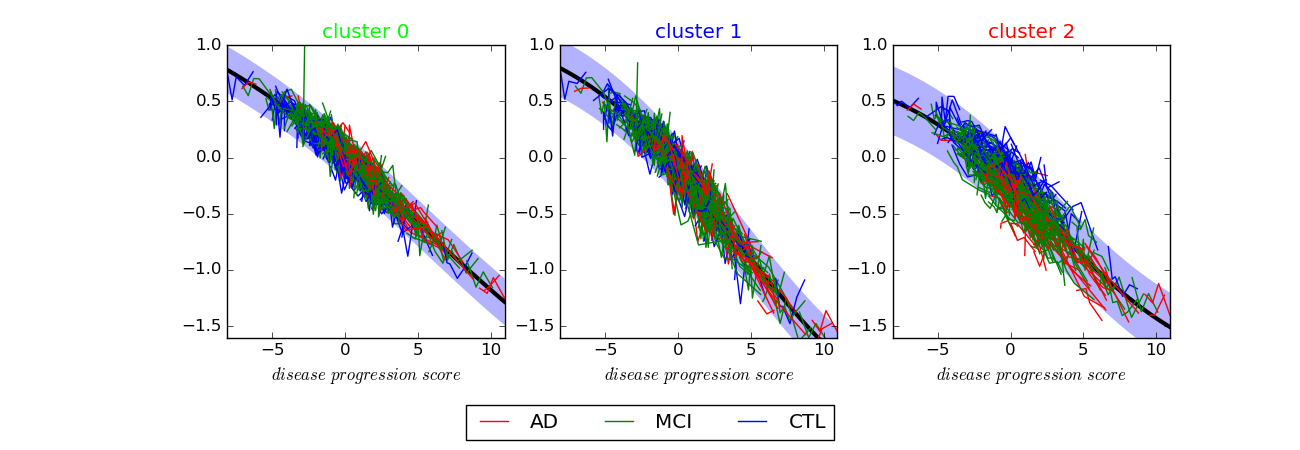 cluster 0 cluster 1 cluster 2
1.0 1.0 1.0
0.5 0.5 0.5
0.0 0.0 0.0
−0.5 −0.5 −0.5
−1.0 −1.0 −1.0
−1.5 −1.5 −1.5
−5 0 5 10 −5 0 5 10 −5 0 5 10
disease progression score disease progression score disease progression score
AD MCI CTL